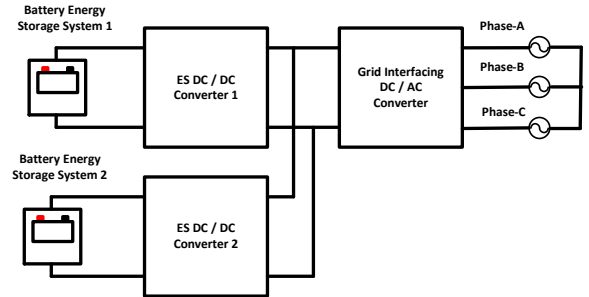 Battery Energy
Storage System 1
ES DC / DC
Converter 1
Grid Interfacing
DC / AC
Converter
Phase-A
Phase-B
Phase-C
Battery Energy
Storage System 2
ES DC / DC
Converter 2